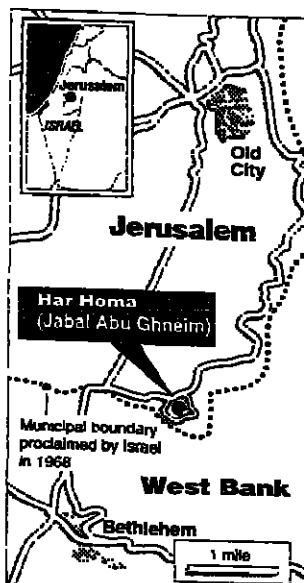 Jerusalem
ISRAEL
Old
City
Jerusalem
Har Homa
(Jabal Abu Ghneim)
Municipal boundary
proclaimed by Israel
in 1968
West Bank
Bethlehem
1 mile